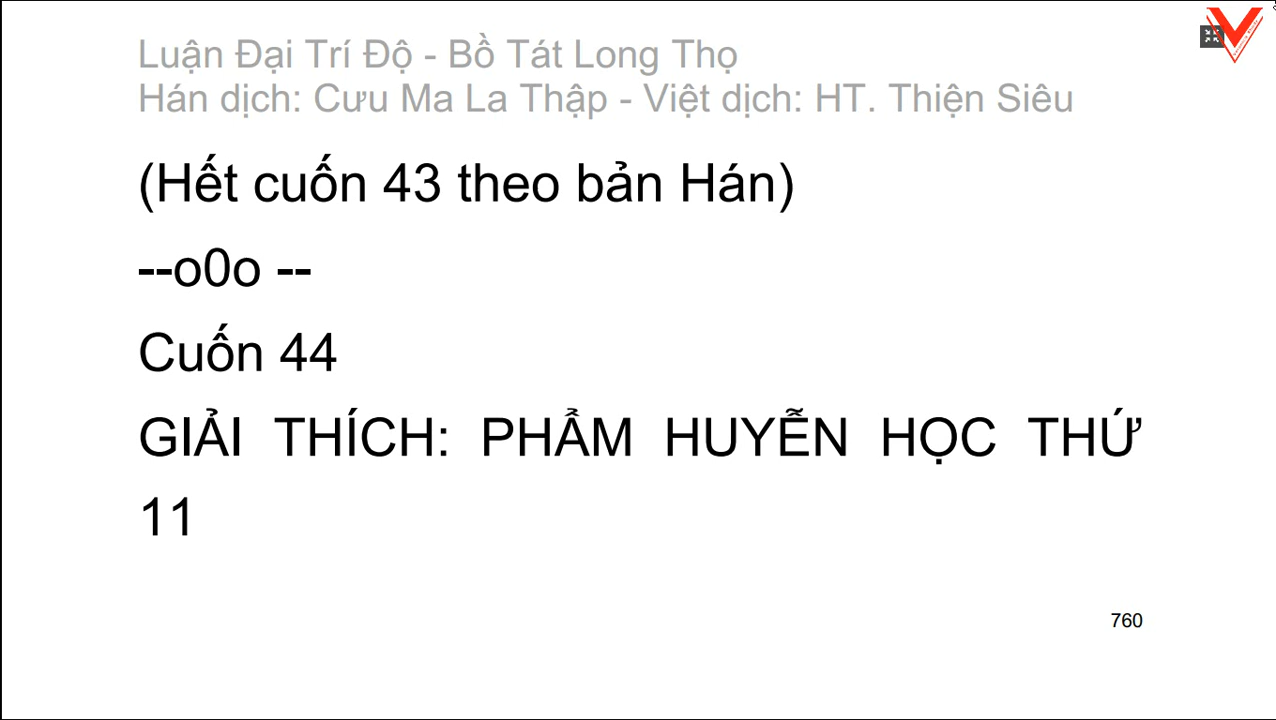 Luận Đại Trí Độ - Bồ Tát Long Thọ
Hán dịch: Cưu Ma La Thập - Việt dịch: HT. Thiện Siêu
(Hết cuốn 43 theo bản Hán)
--o0o --
Cuốn 44
GIẢI THÍCH: PHẨM HUYỄN HỌC THỨ
11
760